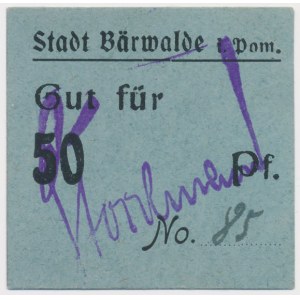 Stadt Bärwalde i. Pom.
Gut für
50 Pf.
No. 85